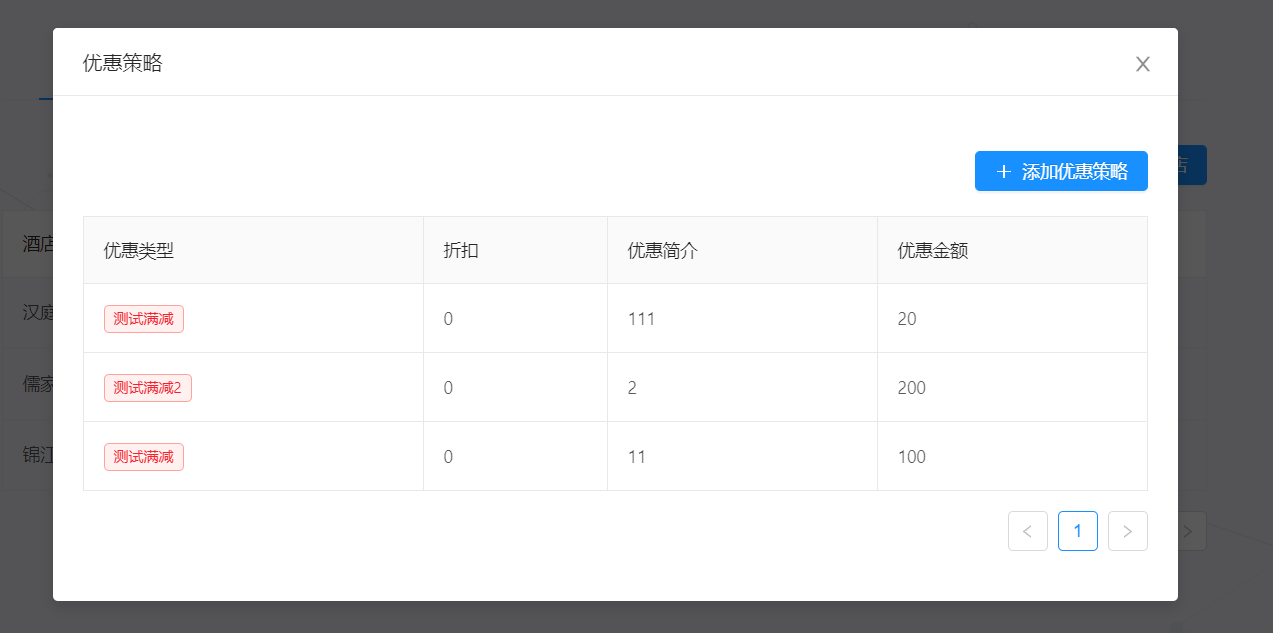 优惠策略
添加优惠策略
店
酒店
优惠类型 折扣 优惠简介 优惠金额
汉庭
测试满减 0 111 20
儒家
测试满减2 0 2 200
锦江
测试满减 0 11 100
1